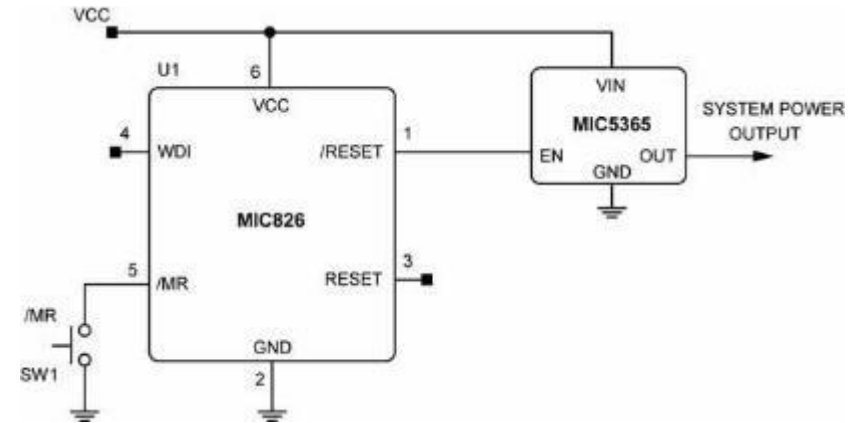 VCC
U1
6
VCC
VIN
MIC5365
SYSTEM POWER
OUTPUT
4
WDI
/RESET
1
EN
OUT
GND
MIC826
5
/MR
RESET
3
/MR
SW1
GND
2